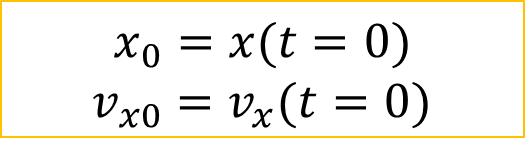 x₀ = x(t = 0)
vₓ₀ = vₓ(t = 0)